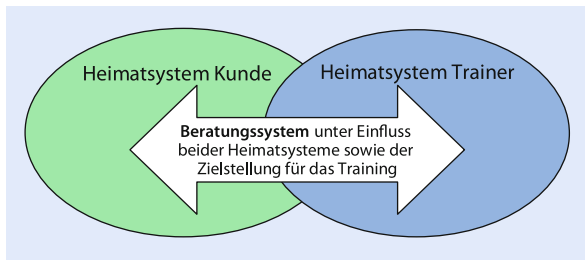 Heimatsystem Kunde
Heimatsystem Trainer
Beratungssystem unter Einfluss
beider Heimatsysteme sowie der
Zielstellung für das Training